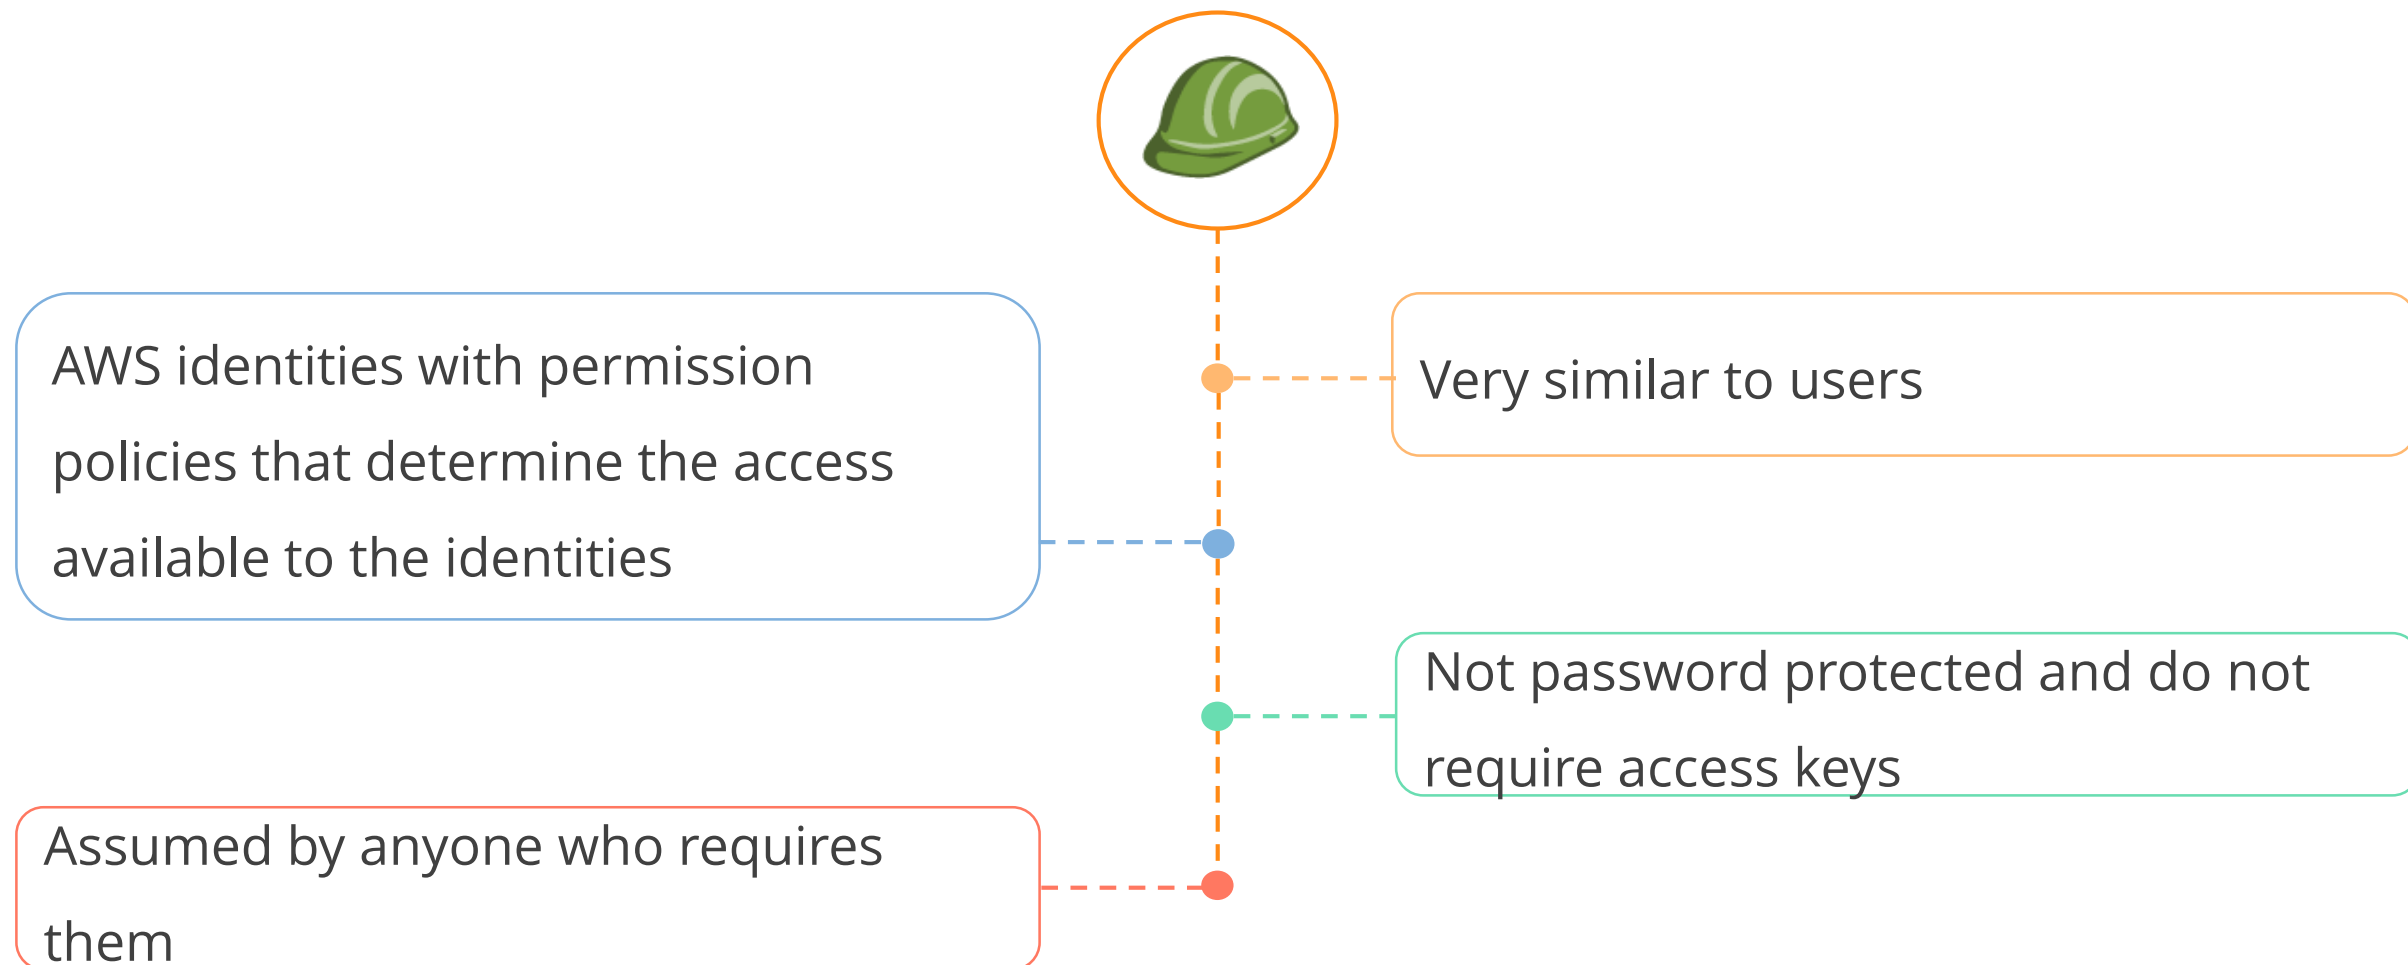 Very similar to users
AWS identities with permission
policies that determine the access
available to the identities
Not password protected and do not
require access keys
Assumed by anyone who requires
them